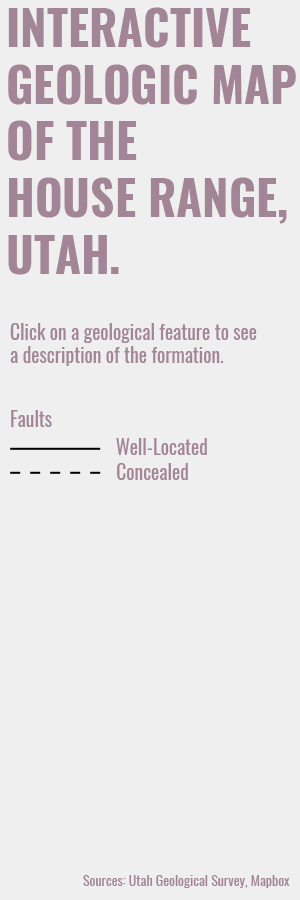 INTERACTIVE
GEOLOGIC MAP
OF THE
HOUSE RANGE,
UTAH.
Click on a geological feature to see
a description of the formation.
Faults
Well-Located
Concealed
Sources: Utah Geological Survey, Mapbox